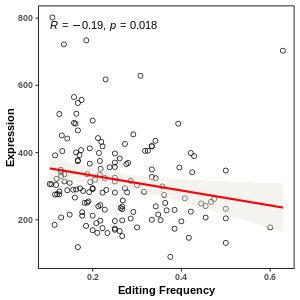 R = −0.19, p = 0.018
800
600
400
200
Expression
0.2
0.4
0.6
Editing Frequency